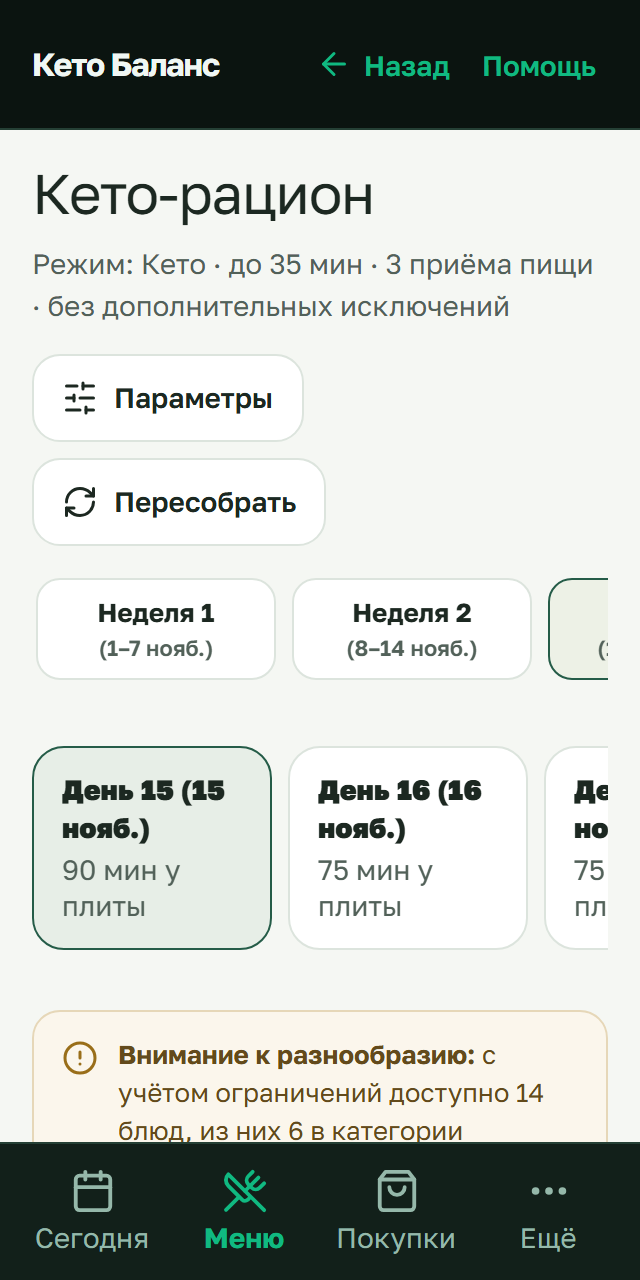 Кето Баланс
Назад
Помощь
Кето-рацион
Режим: Кето · до 35 мин · 3 приёма пищи
· без дополнительных исключений
Параметры
Пересобрать
Неделя 1
(1–7 нояб.)
Неделя 2
(8–14 нояб.)
День 15 (15
нояб.)
90 мин у
плиты
День 16 (16
нояб.)
75 мин у
плиты
75
Внимание к разнообразию: с
учётом ограничений доступно 14
блюд, из них 6 в категории
Сегодня
Меню
Покупки
Ещё